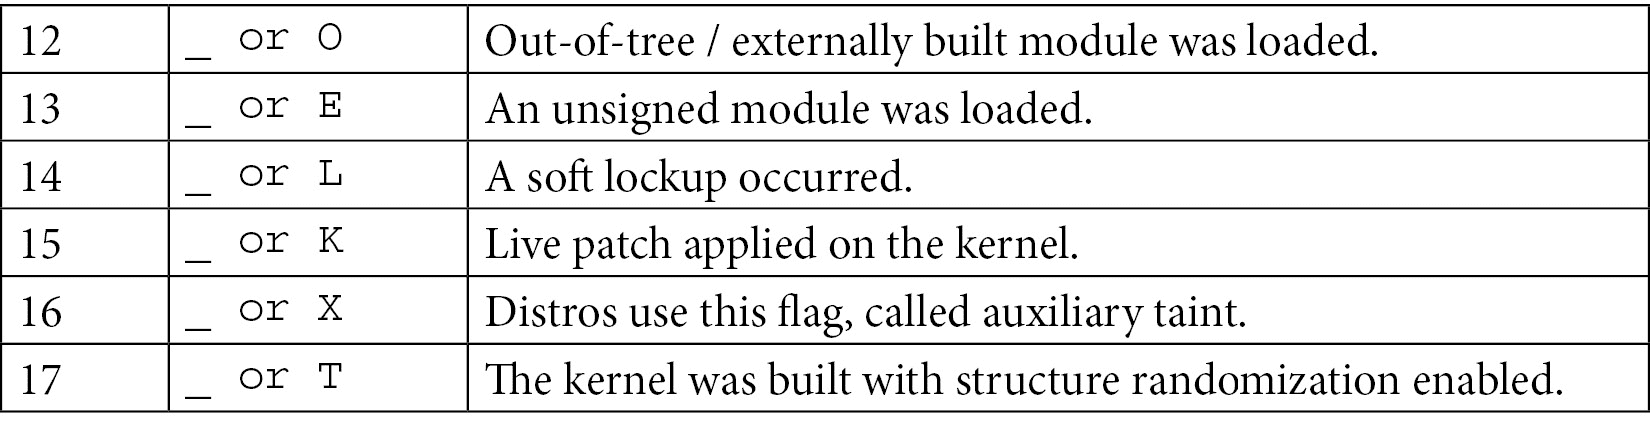 12 _ or O Out-of-tree / externally built module was loaded.
13 _ or E An unsigned module was loaded.
14 _ or L A soft lockup occurred.
15 _ or K Live patch applied on the kernel.
16 _ or X Distros use this flag, called auxiliary taint.
17 _ or T The kernel was built with structure randomization enabled.